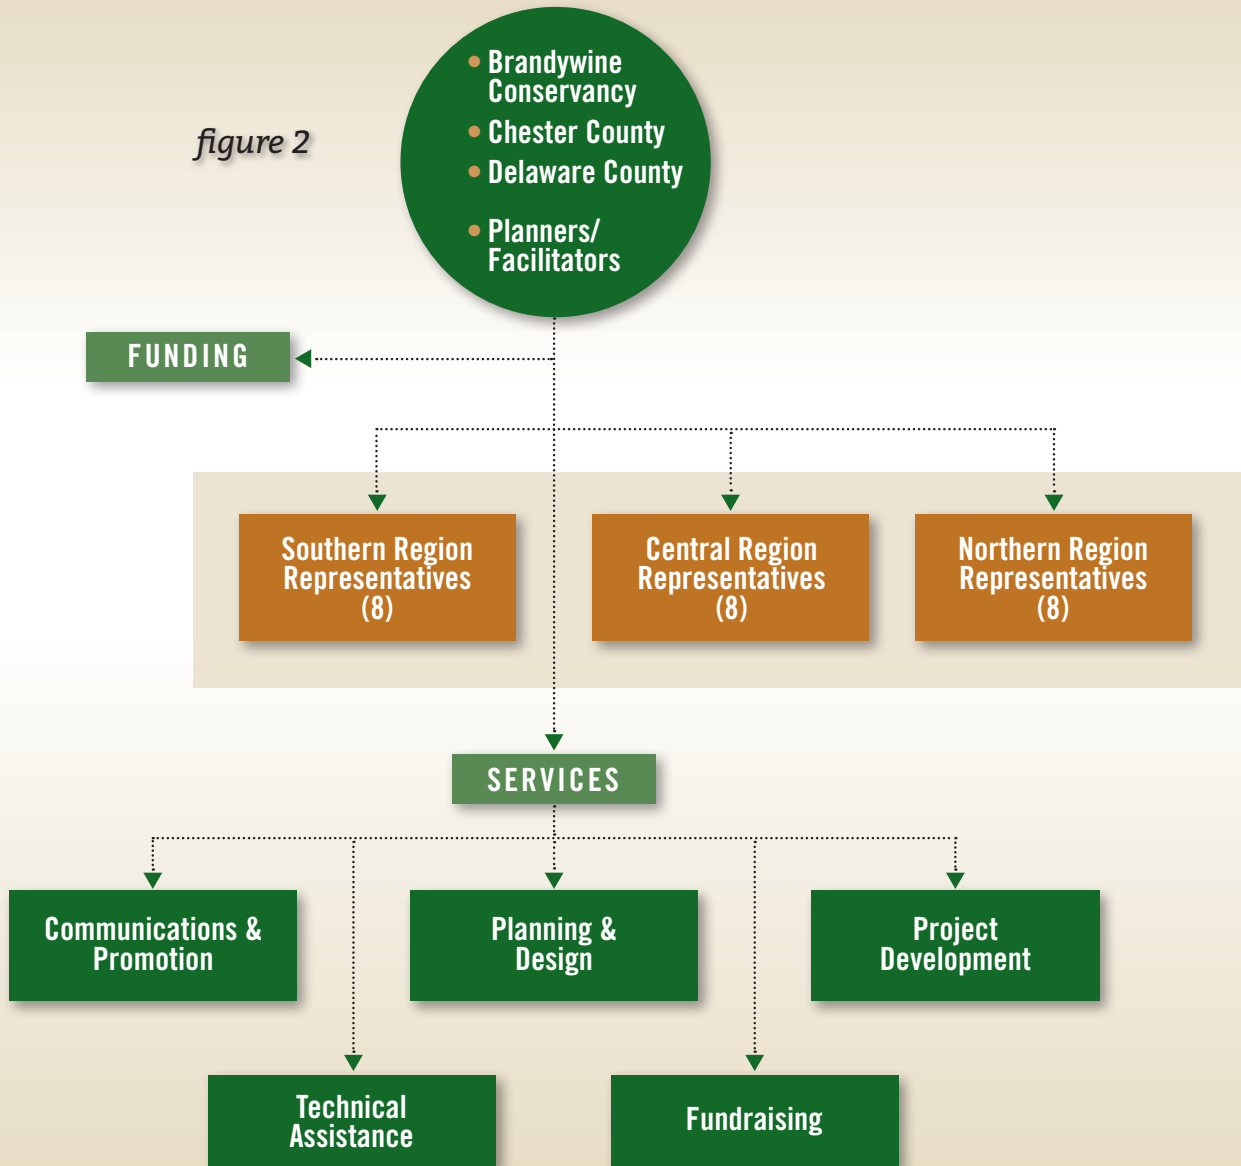 Brandywine
Conservancy
Chester County
Delaware County
Planners/
Facilitators
figure 2
FUNDING
Southern Region
Representatives
(8)
Central Region
Representatives
(8)
Northern Region
Representatives
(8)
SERVICES
Communications &
Promotion
Planning &
Design
Project
Development
Technical
Assistance
Fundraising